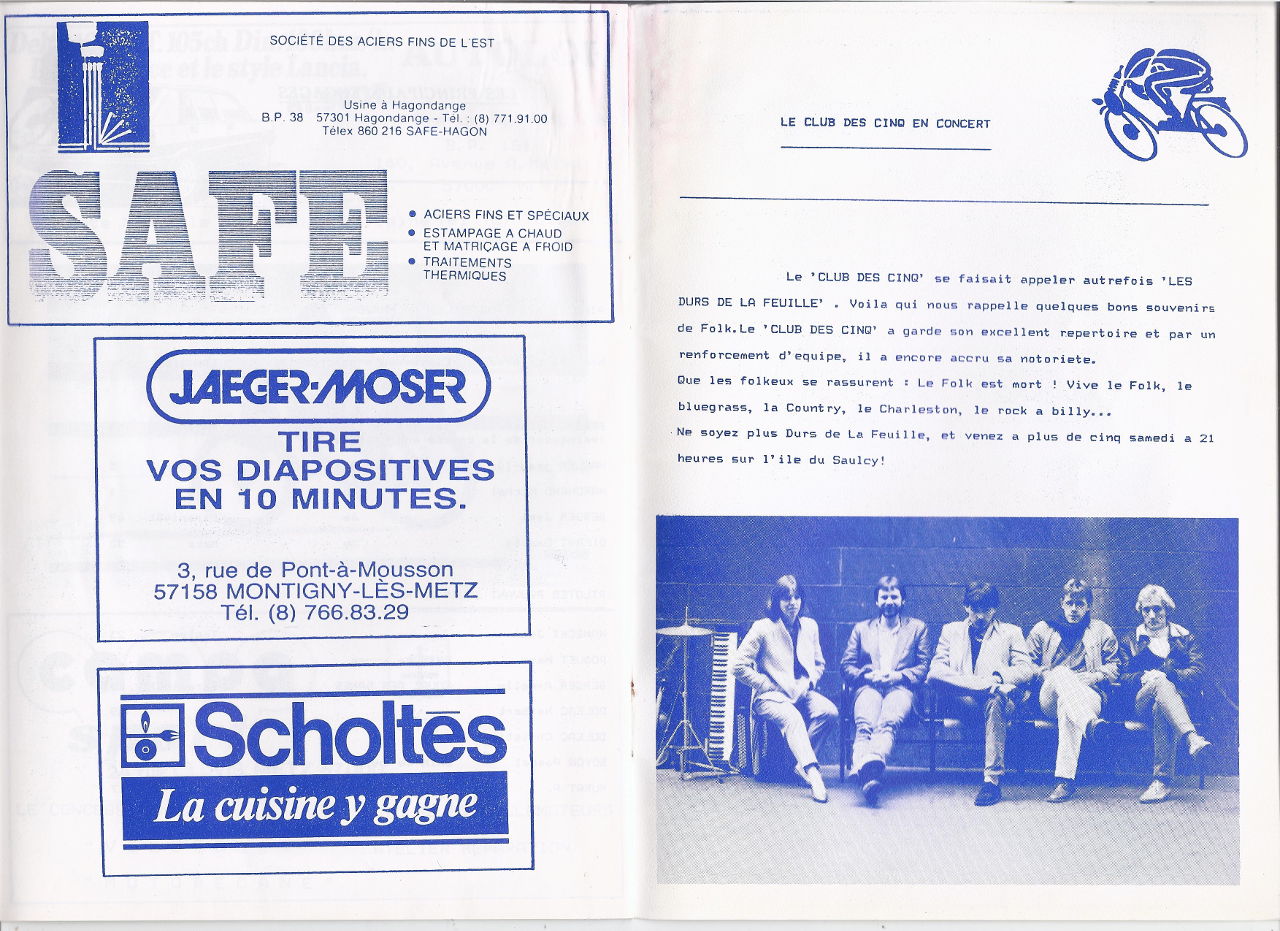 SOCIÉTÉ DES ACIERS FINS DE L'EST
Usine à Hagondange
B.P. 38 57301 Hagondange - Tél. : (8) 771.91.00
Télex 860 216 SAFE-HAGON
SAFE
● ACIERS FINS ET SPÉCIAUX
● ESTAMPAGE A CHAUD
ET MATRIÇAGE A FROID
● TRAITEMENTS
THERMIQUES
JAEGER-MOSER
TIRE
VOS DIAPOSITIVES
EN 10 MINUTES.
3, rue de Pont-à-Mousson
57158 MONTIGNY-LÈS-METZ
Tél. (8) 766.83.29
Scholtès
La cuisine y gagne
LE CLUB DES CINQ EN CONCERT
Le 'CLUB DES CINQ' se faisait appeler autrefois 'LES
DURS DE LA FEUILLE' . Voila qui nous rappelle quelques bons souvenirs
de Folk.Le 'CLUB DES CINQ' a garde son excellent repertoire et par un
renforcement d'equipe, il a encore accru sa notoriete.
Que les folkeux se rassurent : Le Folk est mort ! Vive le Folk, le
bluegrass, la Country, le Charleston, le rock a billy...
Ne soyez plus Durs de La Feuille, et venez a plus de cinq samedi a 21
heures sur l'ile du Saulcy!